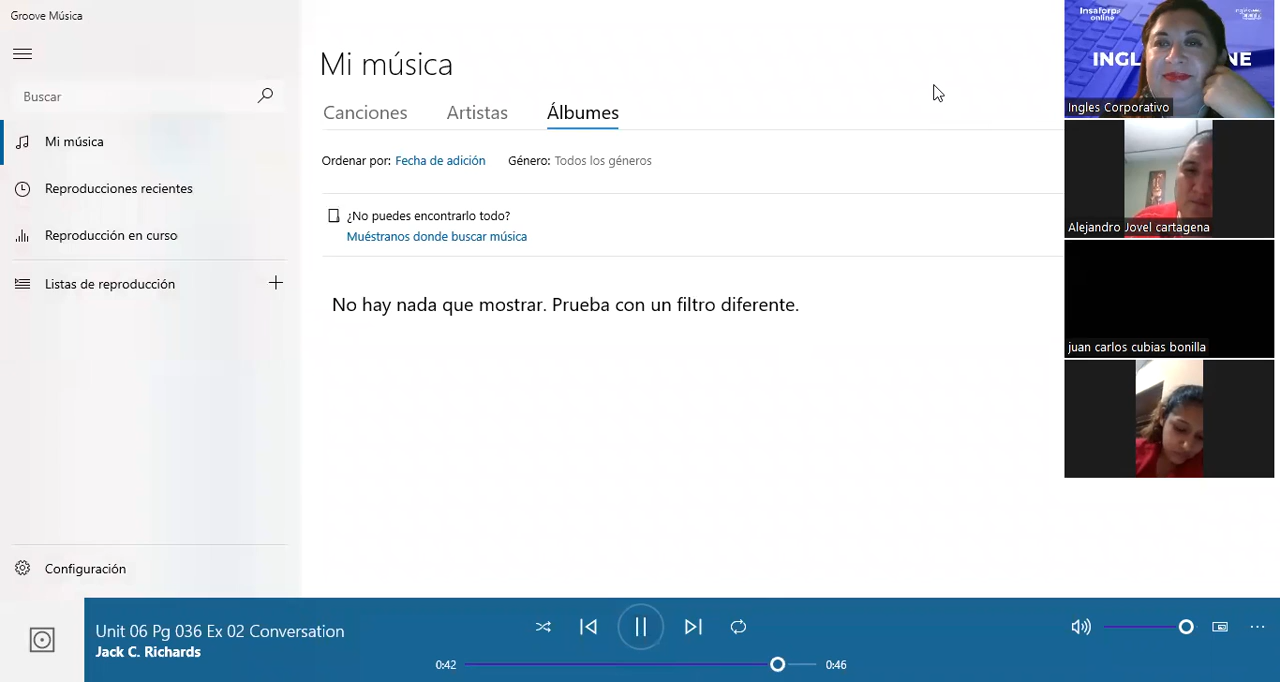 Groove Música
Buscar
Mi música
Reproducciones recientes
Reproducción en curso
Listas de reproducción
Configuración
Mi música
Canciones Artistas Álbumes
Ordenar por: Fecha de adición Género: Todos los géneros
¿No puedes encontrarlo todo?
Muéstranos donde buscar música
No hay nada que mostrar. Prueba con un filtro diferente.
Insaforp
online
Ingles Corporativo
Alejandro Jovel cartagena
juan carlos cubias bonilla
Unit 06 Pg 036 Ex 02 Conversation
Jack C. Richards
0:42 0:46